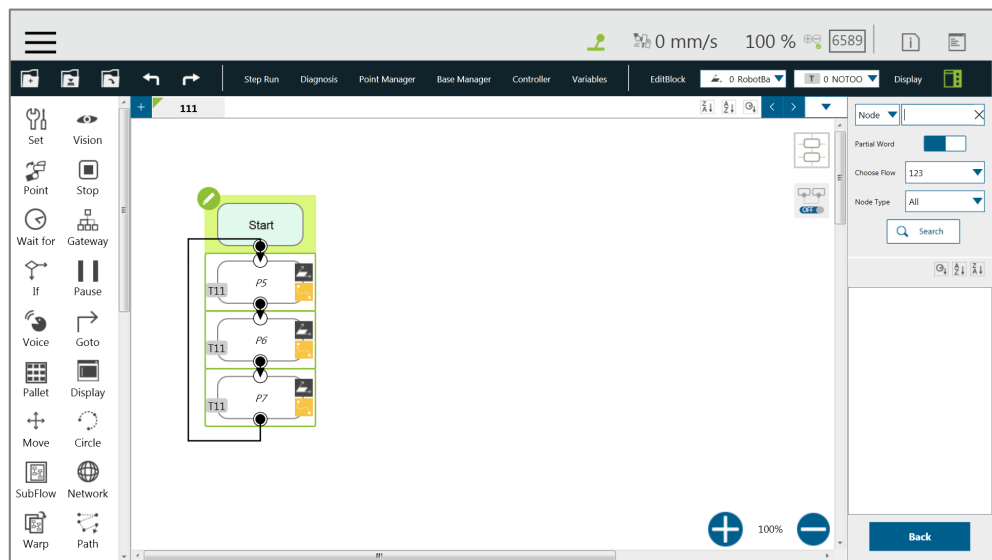 0 mm/s 100 % 6589
Step Run Diagnosis Point Manager Base Manager Controller Variables EditBlock 0 RobotBa T 0 NOTOO Display
111
Node
Partial Word
Choose Flow 123
Node Type All
Search
Set Vision
Point Stop
Wait for Gateway
If Pause
Voice Goto
Pallet Display
Move Circle
SubFlow Network
Warp Path
OFF
Start
P5
T11
P6
T11
P7
T11
100%
Back